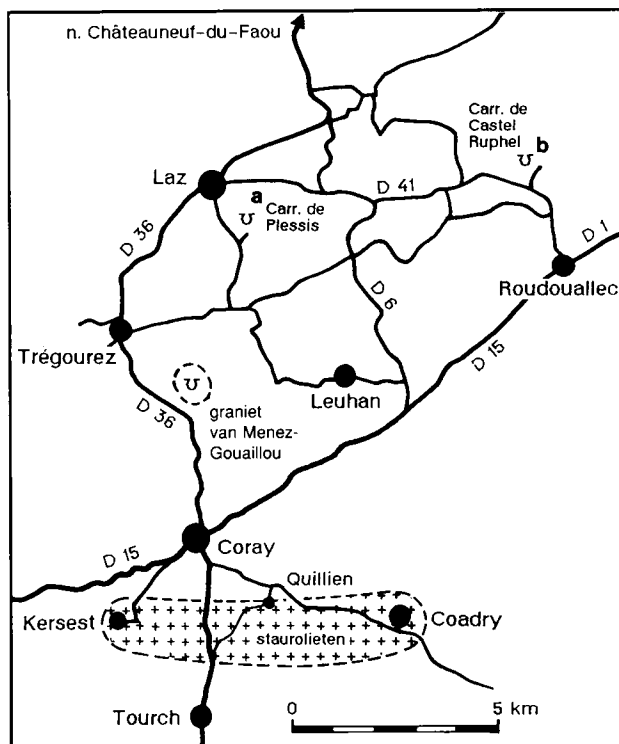 n. Châteauneuf-du-Faou
Carr. de
Castel
Ruphel
b
Laz
a
Carr. de
Plessis
D 41
D 36
D 1
D 6
Roudouallec
Trégourez
D 15
Leuhan
D 36
graniet
van Menez-
Gouaillou
Coray
D 15
Quillien
Kersest
staurolieten
Coadry
Tourch
0 5 km